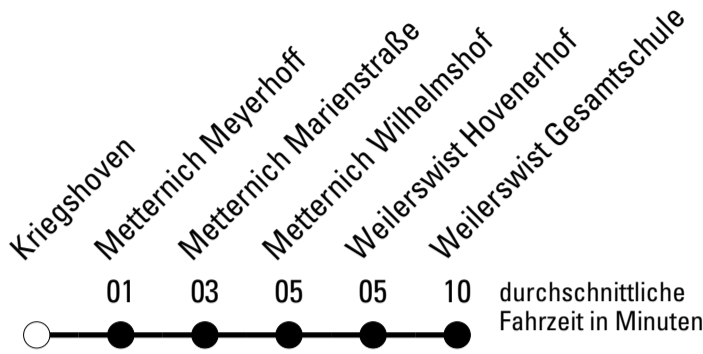 Kriegshoven
Metternich Meyerhoff
Metternich Marienstraße
Metternich Wilhelmshof
Weilerswist Hovenerhof
Weilerswist Gesamtschule
01 03 05 05 10 durchschnittliche
Fahrzeit in Minuten